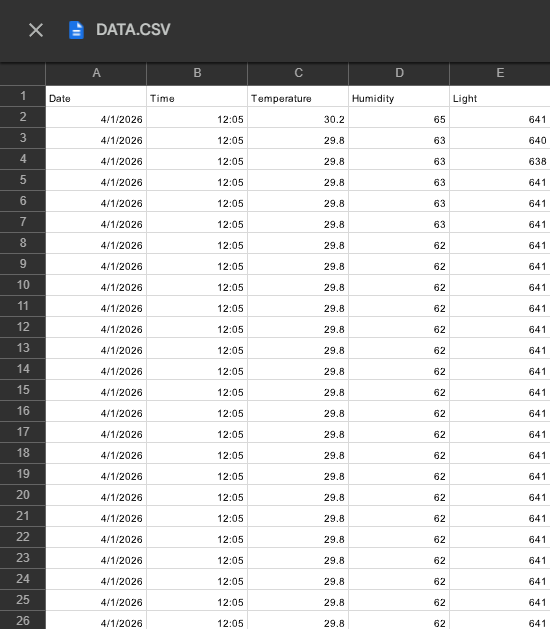 DATA.CSV
A B C D E
1 Date Time Temperature Humidity Light
2 4/1/2026 12:05 30.2 65 641
3 4/1/2026 12:05 29.8 63 640
4 4/1/2026 12:05 29.8 63 638
5 4/1/2026 12:05 29.8 63 641
6 4/1/2026 12:05 29.8 63 641
7 4/1/2026 12:05 29.8 63 641
8 4/1/2026 12:05 29.8 62 641
9 4/1/2026 12:05 29.8 62 641
10 4/1/2026 12:05 29.8 62 641
11 4/1/2026 12:05 29.8 62 641
12 4/1/2026 12:05 29.8 62 641
13 4/1/2026 12:05 29.8 62 641
14 4/1/2026 12:05 29.8 62 641
15 4/1/2026 12:05 29.8 62 641
16 4/1/2026 12:05 29.8 62 641
17 4/1/2026 12:05 29.8 62 641
18 4/1/2026 12:05 29.8 62 641
19 4/1/2026 12:05 29.8 62 641
20 4/1/2026 12:05 29.8 62 641
21 4/1/2026 12:05 29.8 62 641
22 4/1/2026 12:05 29.8 62 641
23 4/1/2026 12:05 29.8 62 641
24 4/1/2026 12:05 29.8 62 641
25 4/1/2026 12:05 29.8 62 641
26 4/1/2026 12:05 29.8 62 641